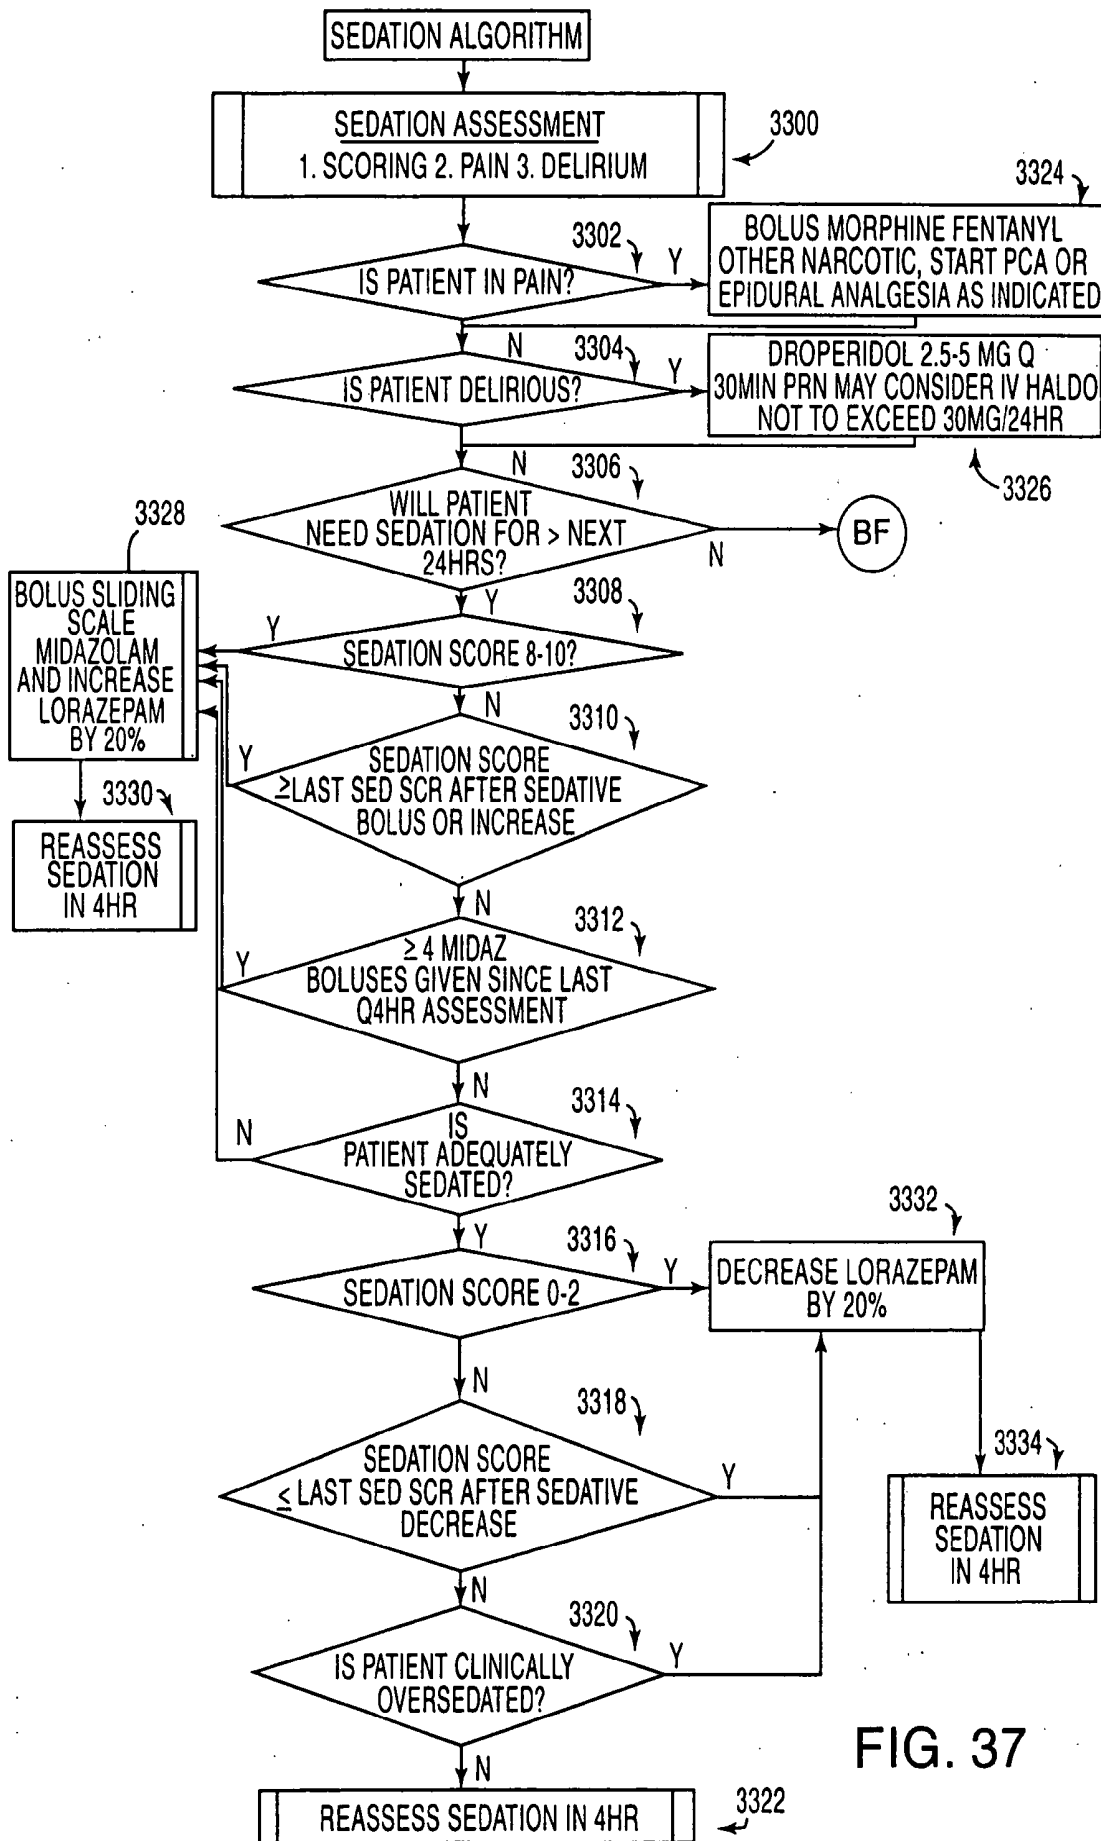 SEDATION ALGORITHM
SEDATION ASSESSMENT
1. SCORING 2. PAIN 3. DELIRIUM
3300
3324
3302
IS PATIENT IN PAIN?
Y
BOLUS MORPHINE FENTANYL
OTHER NARCOTIC, START PCA OR
EPIDURAL ANALGESIA AS INDICATED
N
3304
IS PATIENT DELIRIOUS?
Y
DROPERIDOL 2.5-5 MG Q
30MIN PRN MAY CONSIDER IV HALDO
NOT TO EXCEED 30MG/24HR
3326
N
3306
WILL PATIENT
NEED SEDATION FOR > NEXT
24HRS?
N
BF
Y
3328
BOLUS SLIDING
SCALE
MIDAZOLAM
AND INCREASE
LORAZEPAM
BY 20%
3308
Y
SEDATION SCORE 8-10?
N
3310
Y
SEDATION SCORE
≥LAST SED SCR AFTER SEDATIVE
BOLUS OR INCREASE
3330
REASSESS
SEDATION
IN 4HR
N
3312
Y
≥ 4 MIDAZ
BOLUSES GIVEN SINCE LAST
Q4HR ASSESSMENT
N
3314
N
IS
PATIENT ADEQUATELY
SEDATED?
Y
3316
SEDATION SCORE 0-2
Y
3332
DECREASE LORAZEPAM
BY 20%
N
3318
SEDATION SCORE
≤ LAST SED SCR AFTER SEDATIVE
DECREASE
Y
3334
REASSESS
SEDATION
IN 4HR
N
3320
IS PATIENT CLINICALLY
OVERSEDATED?
Y
N
REASSESS SEDATION IN 4HR
3322
FIG. 37